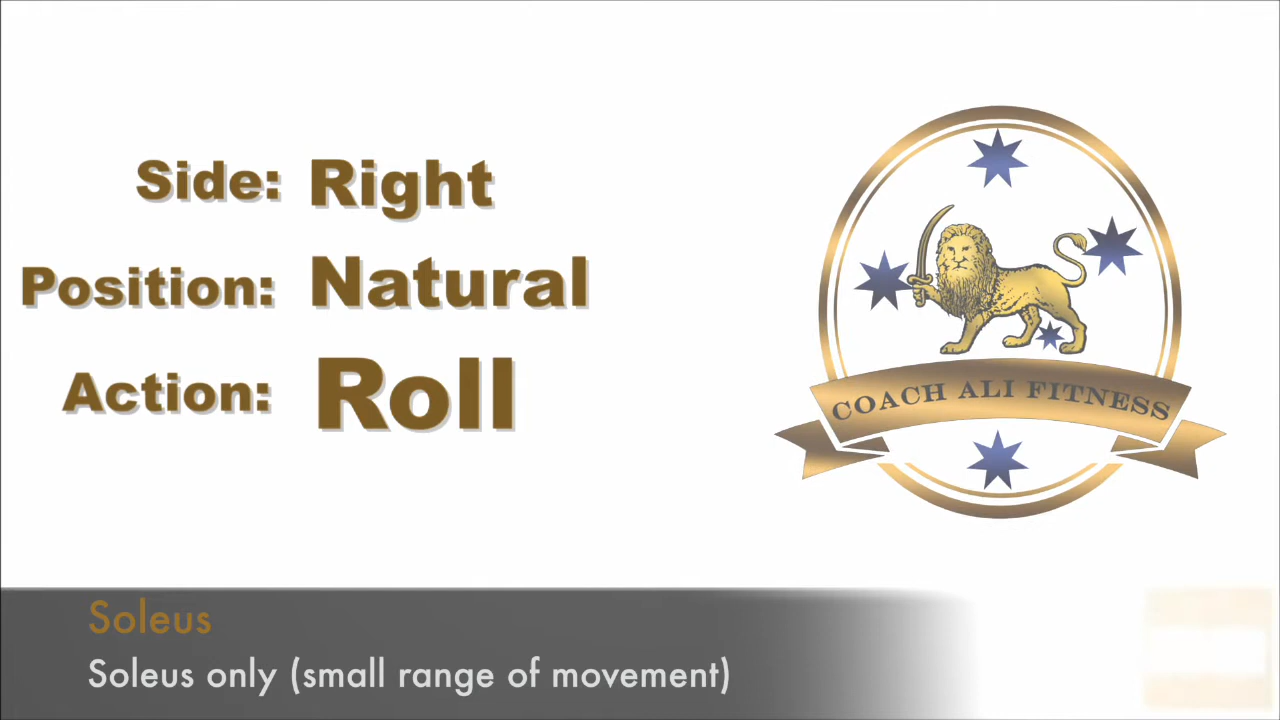 Side: Right
Position: Natural
Action: Roll
COACH ALI FITNESS
Soleus
Soleus only (small range of movement)